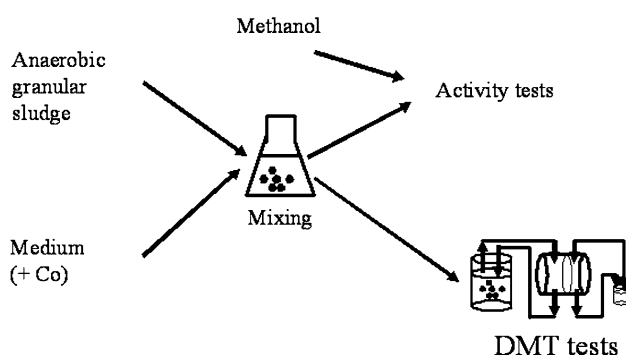 Methanol
Anaerobic
granular
sludge
Activity tests
Mixing
Medium
(+ Co)
DMT tests